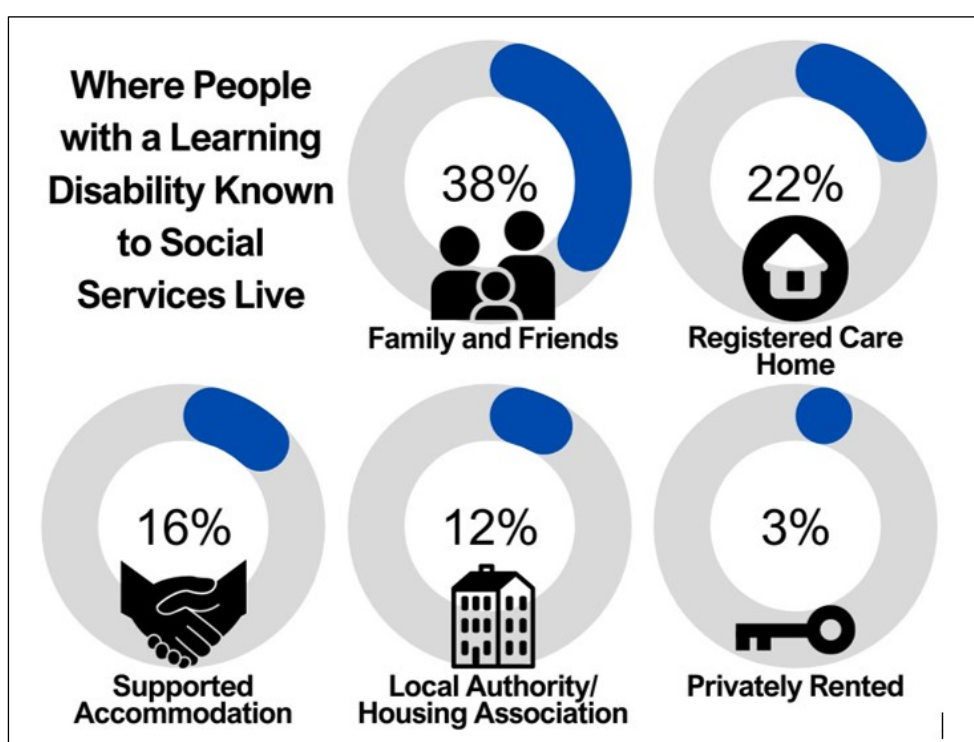 Where People
with a Learning
Disability Known
to Social
Services Live
38%
Family and Friends
22%
Registered Care
Home
16%
Supported
Accommodation
12%
Local Authority/
Housing Association
3%
Privately Rented